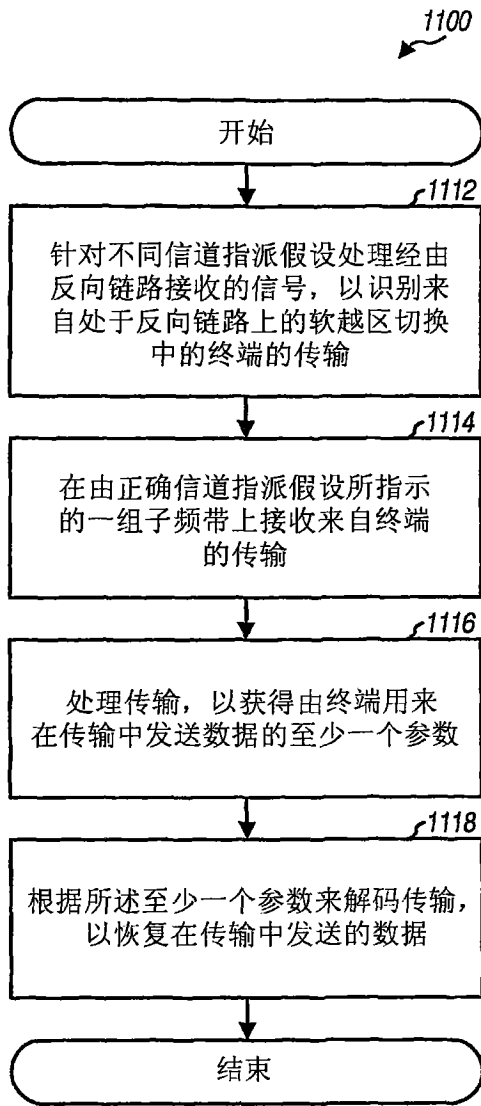 1100
开始
1112
针对不同信道指派假设处理经由
反向链路接收的信号，以识别来
自处于反向链路上的软越区切换
中的终端的传输
1114
在由正确信道指派假设所指示
的一组子频带上接收来自终端
的传输
1116
处理传输，以获得由终端用来
在传输中发送数据的至少一个参数
1118
根据所述至少一个参数来解码传输，
以恢复在传输中发送的数据
结束